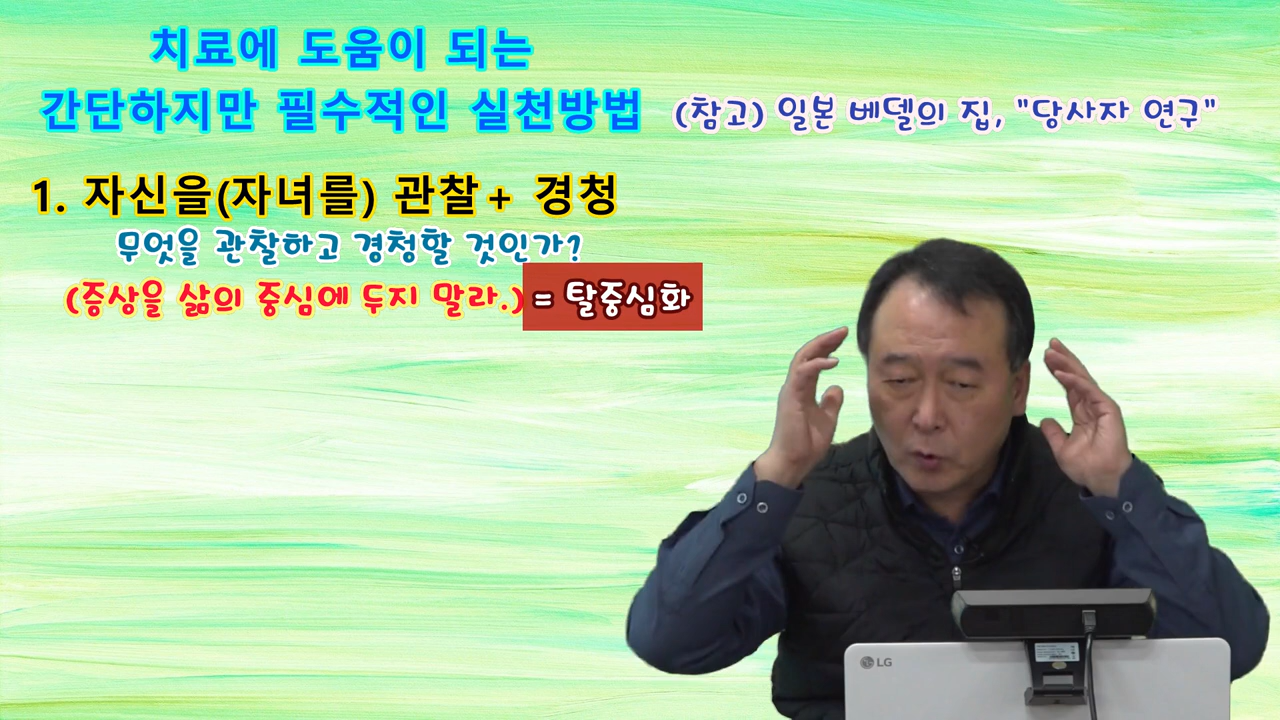 치료에 도움이 되는
간단하지만 필수적인 실천방법
(참고) 일본 베델의 집, "당사자 연구"
1. 자신을(자녀를) 관찰+ 경청
무엇을 관찰하고 경청할 것인가?
(증상을 삶의 중심에 두지 말라.) = 탈중심화
LG